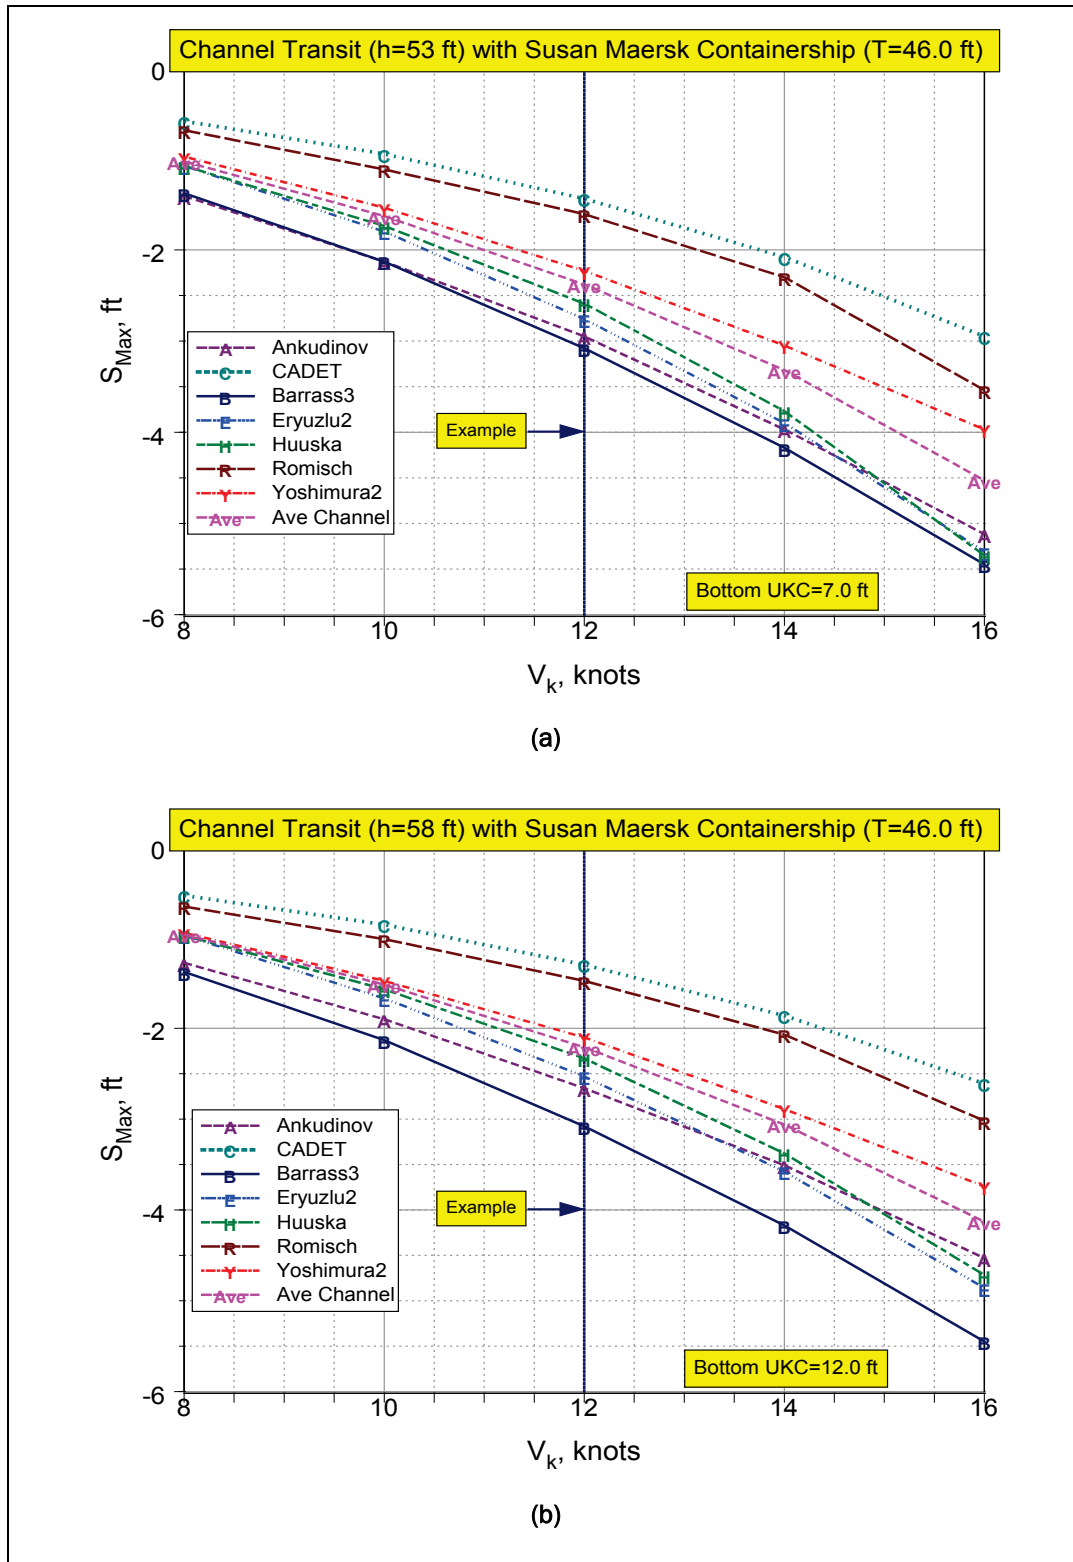 Channel Transit (h=53 ft) with Susan Maersk Containership (T=46.0 ft)
0
-2
-4
-6
S_Max, ft
A Ankudinov
C CADET
B Barrass3
E Eryuzlu2
H Huuska
R Romisch
Y Yoshimura2
Ave Ave Channel
Example
Bottom UKC=7.0 ft
8 10 12 14 16
V_k, knots
(a)
Channel Transit (h=58 ft) with Susan Maersk Containership (T=46.0 ft)
0
-2
-4
-6
S_Max, ft
A Ankudinov
C CADET
B Barrass3
E Eryuzlu2
H Huuska
R Romisch
Y Yoshimura2
Ave Ave Channel
Example
Bottom UKC=12.0 ft
8 10 12 14 16
V_k, knots
(b)